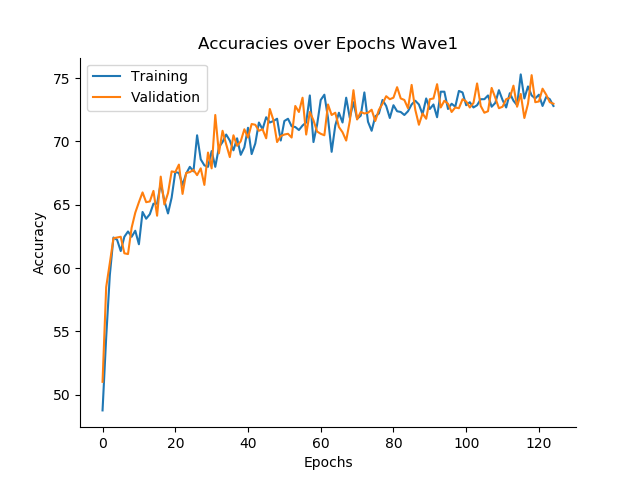 Accuracies over Epochs Wave1
Training
Validation
75
70
65
60
55
50
Accuracy
0 20 40 60 80 100 120
Epochs